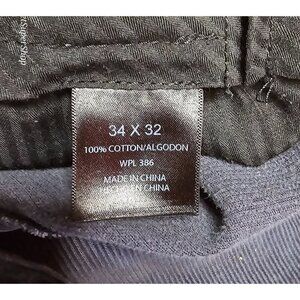 34 X 32
100% COTTON/ALGODON
WPL 386
MADE IN CHINA
HECHO EN CHINA